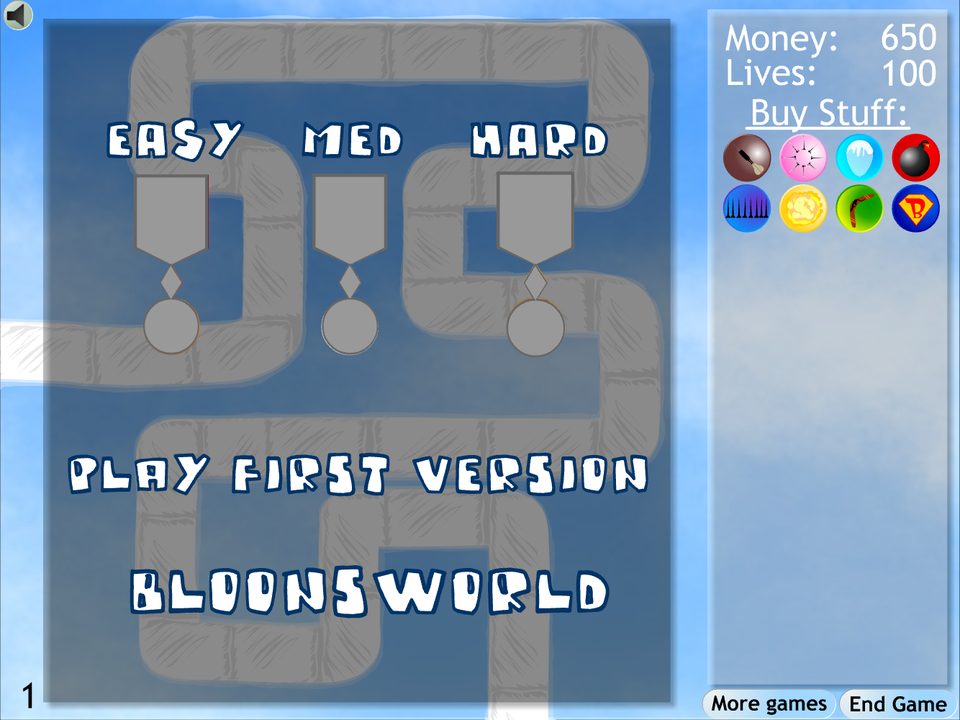 Money: 650
Lives: 100
Buy Stuff:
EASY MED HARD
B
PLAY FIRST VERSION
BLOONSWORLD
1
More games End Game